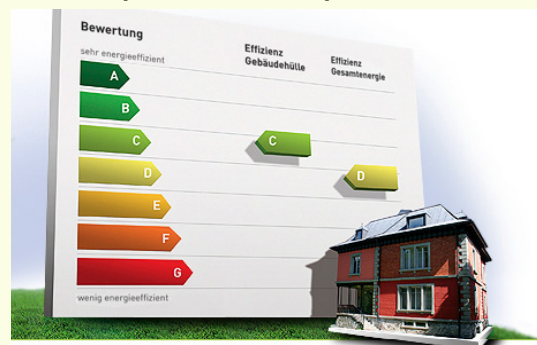 Bewertung
sehr energieeffizient
Effizienz
Gebäudehülle
Effizienz
Gesamtenergie
A
B
C
C
D
D
E
F
G
wenig energieeffizient